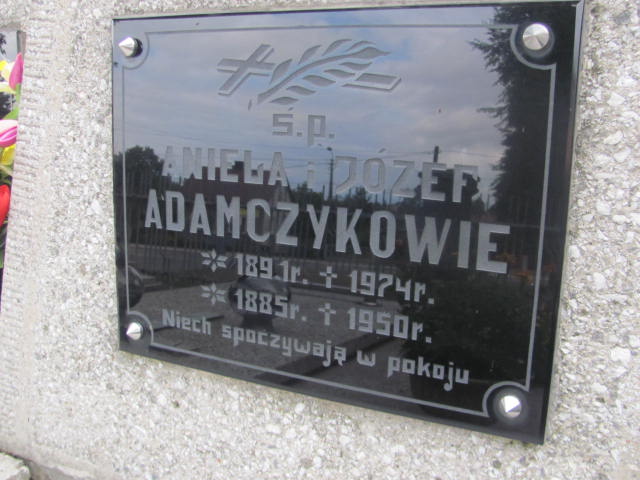 Ś.P.
ANIELA i JÓZEF
ADAMCZYKOWIE
* 1891r. † 1974r.
* 1885r. † 1950r.
Niech spoczywają w pokoju